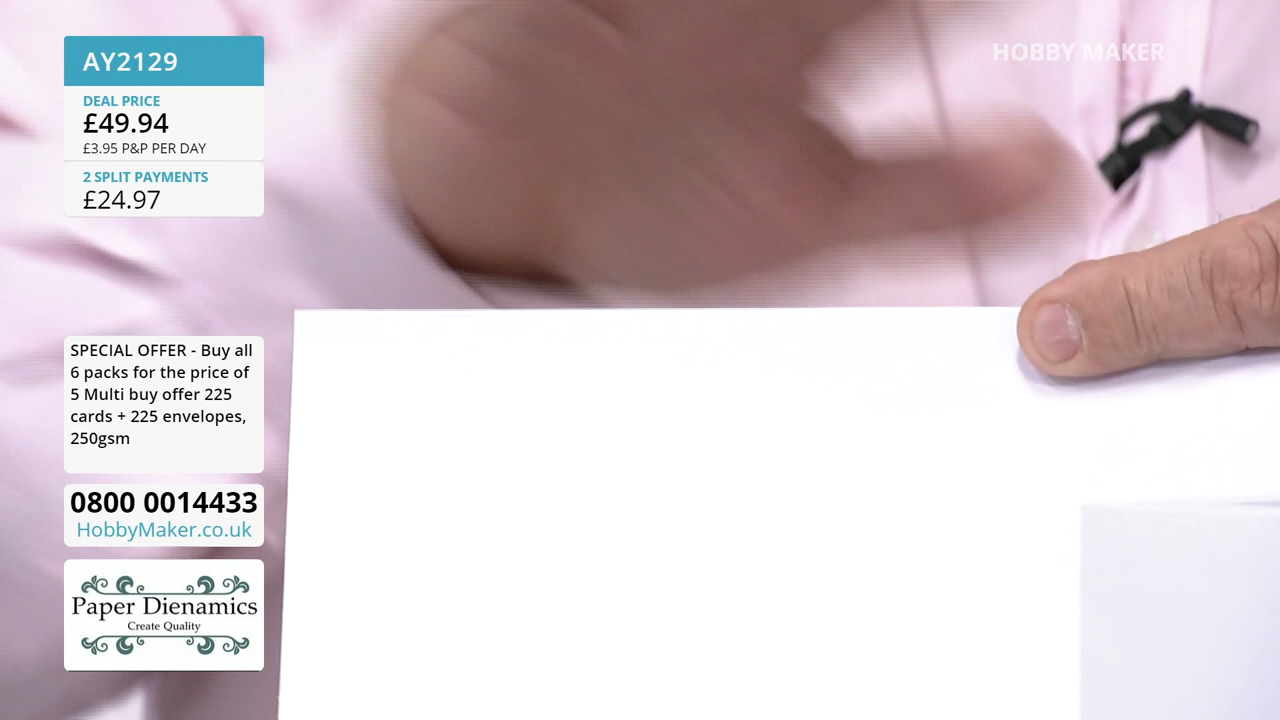 AY2129
DEAL PRICE
£49.94
£3.95 P&P PER DAY
2 SPLIT PAYMENTS
£24.97
HOBBY MAKER
SPECIAL OFFER - Buy all
6 packs for the price of
5 Multi buy offer 225
cards + 225 envelopes,
250gsm
0800 0014433
HobbyMaker.co.uk
Paper Dienamics
Create Quality